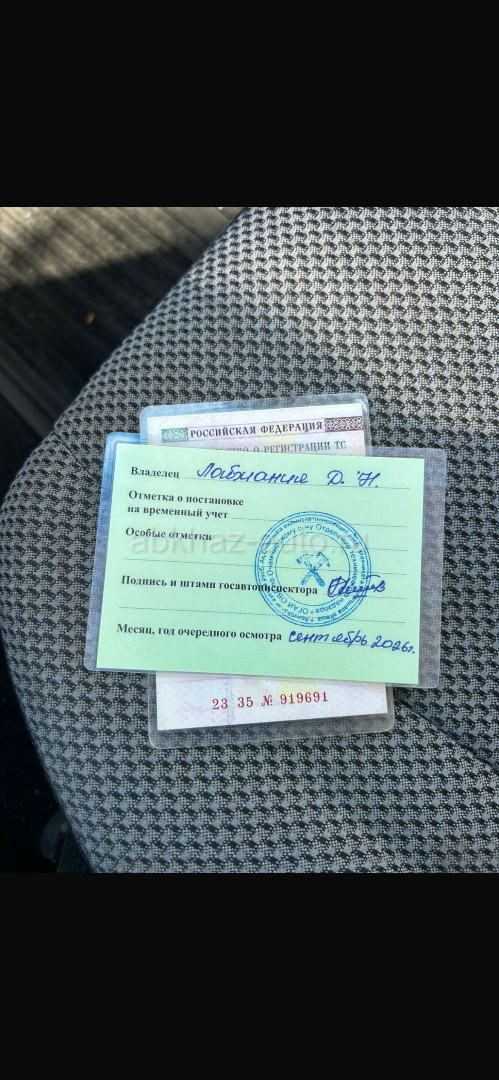 РОССИЙСКАЯ ФЕДЕРАЦИЯ
О РЕГИСТРАЦИИ ТС
Владелец Лабхание Д. Н.
Отметка о постановке
на временный учет
Особые отметки
abkhaz-auto.ru
Подпись и штамп госавтоинспектора
Месяц, год очередного осмотра сентябрь 2026г.
23 35 № 919691